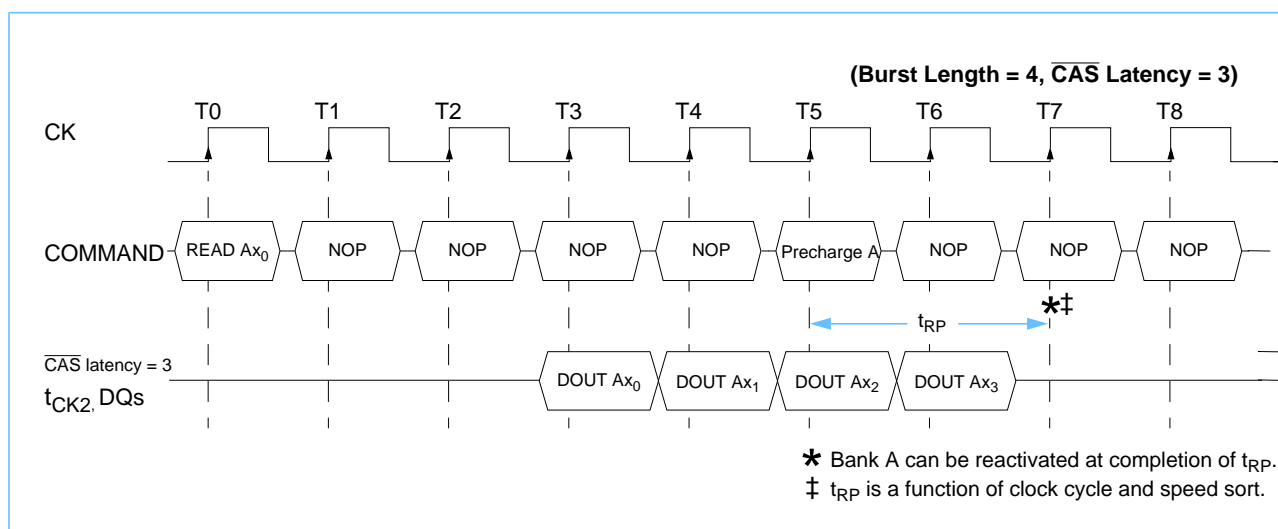 (Burst Length = 4, CAS Latency = 3)
T0 T1 T2 T3 T4 T5 T6 T7 T8
CK
COMMAND READ Ax0 NOP NOP NOP NOP Precharge A NOP NOP NOP
*‡
tRP
CAS latency = 3
tCK2, DQs
DOUT Ax0 DOUT Ax1 DOUT Ax2 DOUT Ax3
* Bank A can be reactivated at completion of tRP.
‡ tRP is a function of clock cycle and speed sort.